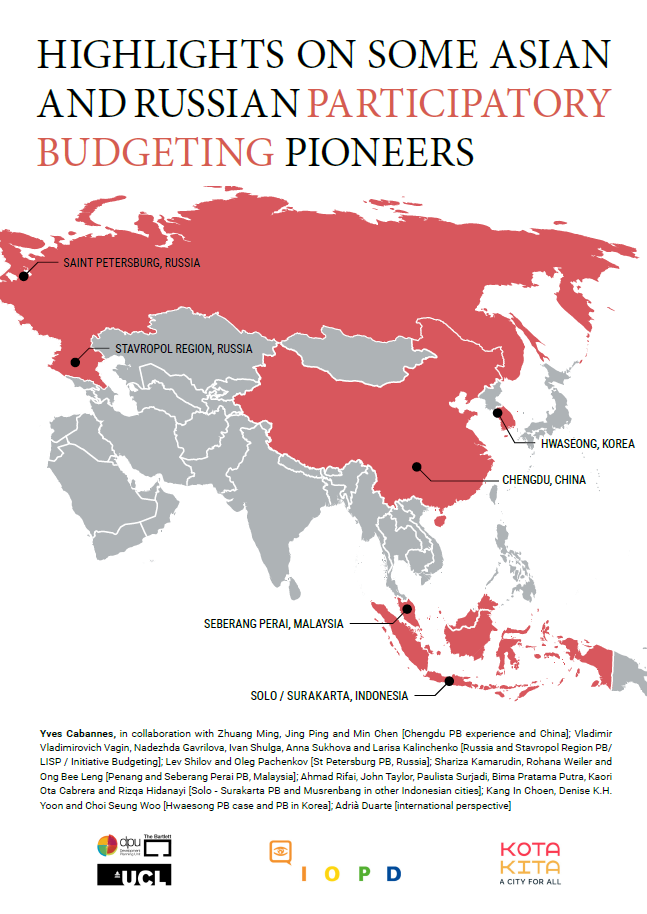 HIGHLIGHTS ON SOME ASIAN
AND RUSSIAN PARTICIPATORY
BUDGETING PIONEERS
SAINT PETERSBURG, RUSSIA
STAVROPOL REGION, RUSSIA
HWASEONG, KOREA
CHENGDU, CHINA
SEBERANG PERAI, MALAYSIA
SOLO / SURAKARTA, INDONESIA
Yves Cabannes, in collaboration with Zhuang Ming, Jing Ping and Min Chen [Chengdu PB experience and China]; Vladimir
Vladimirovich Vagin, Nadezhda Gavrilova, Ivan Shulga, Anna Sukhova and Larisa Kalinchenko [Russia and Stavropol Region PB/
LISP / Initiative Budgeting]; Lev Shilov and Oleg Pachenkov [St Petersburg PB, Russia]; Shariza Kamarudin, Rohana Weiler and
Ong Bee Leng [Penang and Seberang Perai PB, Malaysia]; Ahmad Rifai, John Taylor, Paulista Surjadi, Bima Pratama Putra, Kaori
Ota Cabrera and Rizqa Hidanayi [Solo - Surakarta PB and Musrenbang in other Indonesian cities]; Kang In Choen, Denise K.H.
Yoon and Choi Seung Woo [Hwaesong PB case and PB in Korea]; Adrià Duarte [international perspective]
dpu
Development
Planning Unit
The Bartlett
UCL
IOPD
KOTA
KITA
A CITY FOR ALL